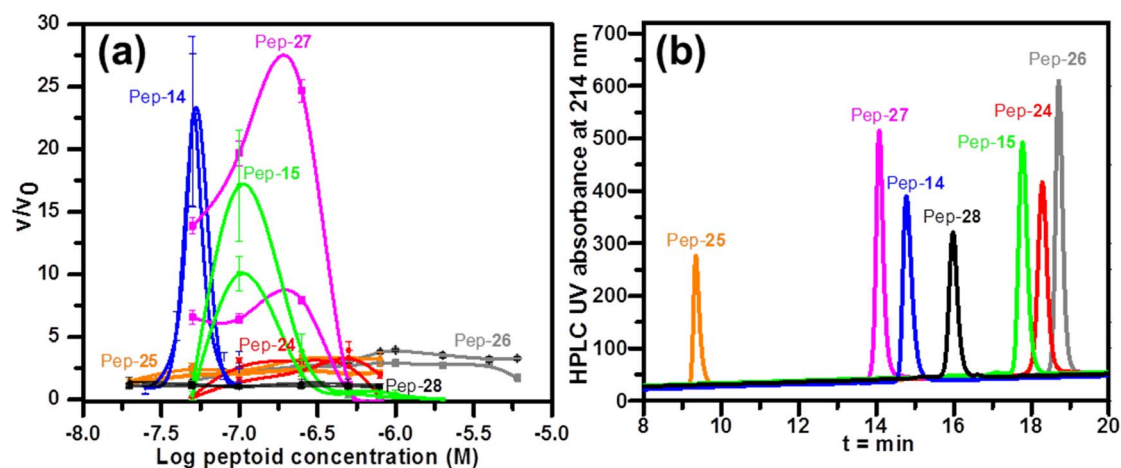 (a)
v/v0
30
25
20
15
10
5
0
-8.0 -7.5 -7.0 -6.5 -6.0 -5.5 -5.0
Log peptoid concentration (M)
Pep-27
Pep-14
Pep-15
Pep-24
Pep-25
Pep-26
Pep-28
(b)
HPLC UV absorbance at 214 nm
700
600
500
400
300
200
100
0
8 10 12 14 16 18 20
t = min
Pep-26
Pep-27
Pep-24
Pep-15
Pep-14
Pep-28
Pep-25